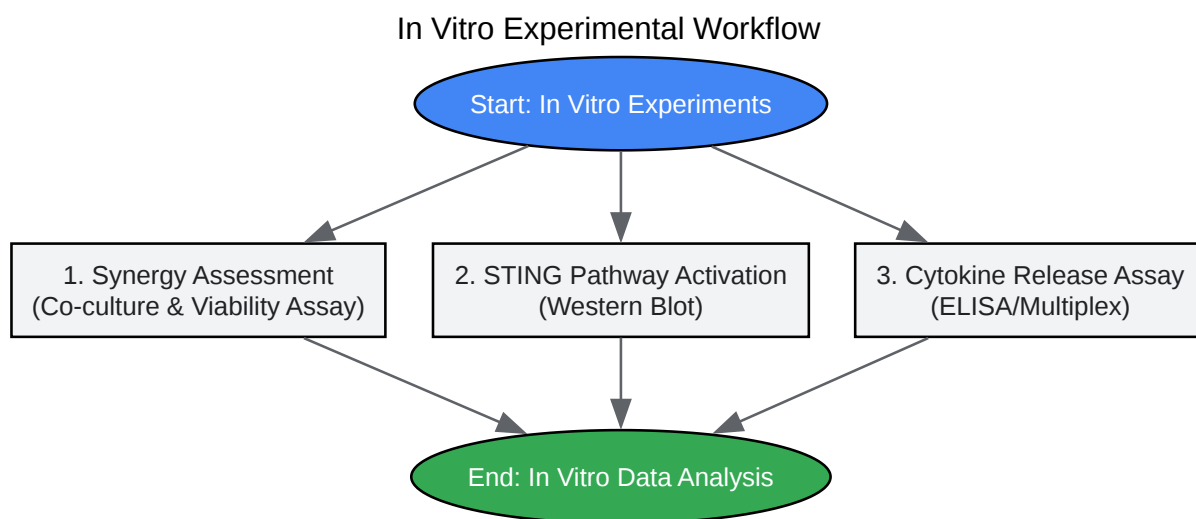 In Vitro Experimental Workflow
Start: In Vitro Experiments
1. Synergy Assessment
(Co-culture & Viability Assay)
2. STING Pathway Activation
(Western Blot)
3. Cytokine Release Assay
(ELISA/Multiplex)
End: In Vitro Data Analysis